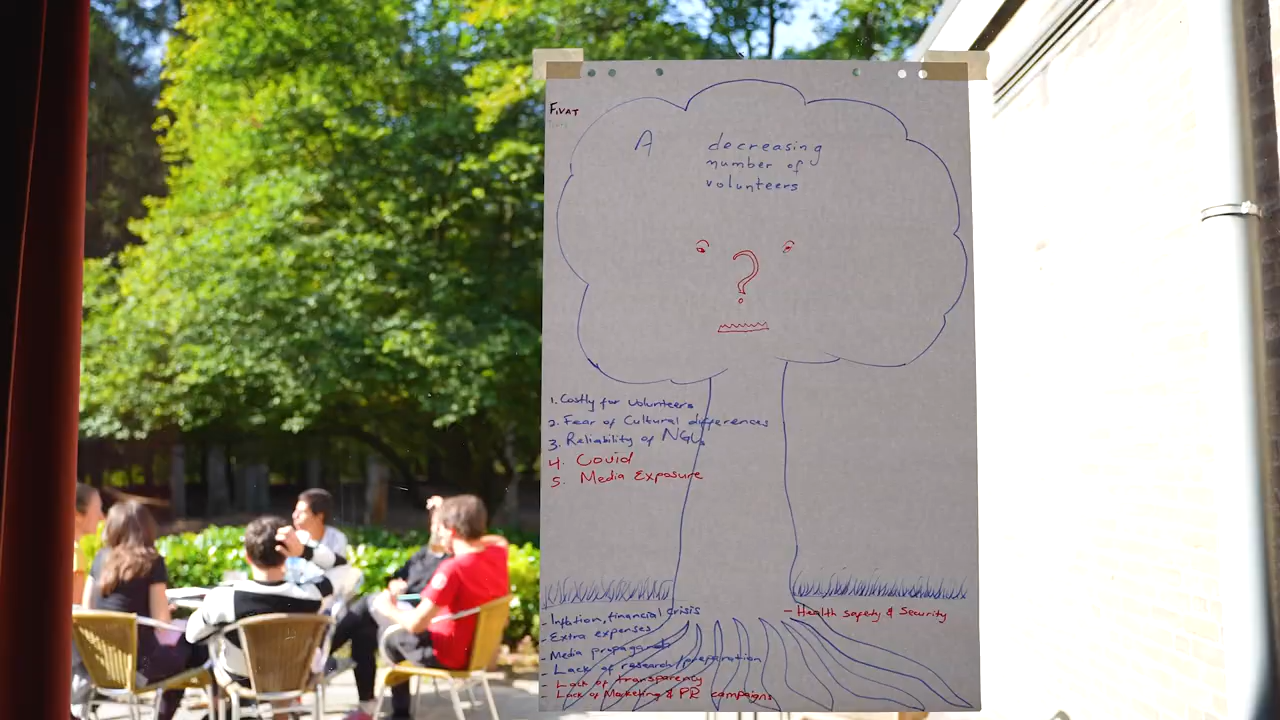 FIVAT
A decreasing
number of
volunteers
?
1. Costly for volunteers
2. Fear of Cultural differences
3. Reliability of NGOs
4. Covid
5. Media Exposure
- Inflation, financial crisis
- Extra expenses
- Media propaganda
- Lack of research/preparation
- Lack of transparency
- Lack of Marketing & PR campaigns
- Health safety & Security